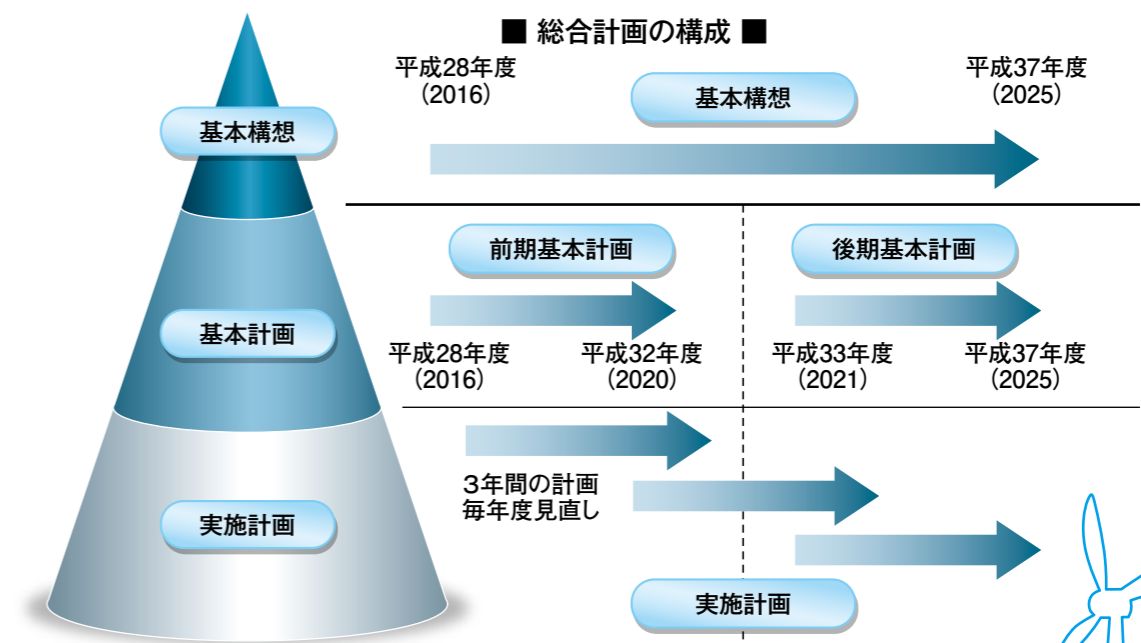 ■ 総合計画の構成 ■
平成28年度
(2016)
基本構想
平成37年度
(2025)
基本構想
前期基本計画
後期基本計画
基本計画
平成28年度
(2016)
平成32年度
(2020)
平成33年度
(2021)
平成37年度
(2025)
3年間の計画
毎年度見直し
実施計画
実施計画